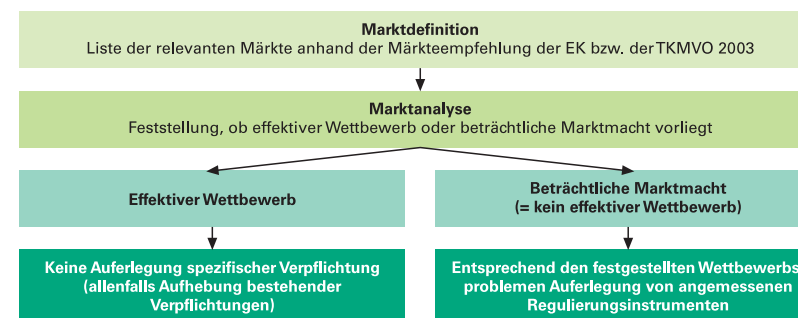 Marktdefinition
Liste der relevanten Märkte anhand der Märkteempfehlung der EK bzw. der TKMVO 2003
Marktanalyse
Feststellung, ob effektiver Wettbewerb oder beträchtliche Marktmacht vorliegt
Effektiver Wettbewerb
Beträchtliche Marktmacht
(= kein effektiver Wettbewerb)
Keine Auferlegung spezifischer Verpflichtung
(allenfalls Aufhebung bestehender
Verpflichtungen)
Entsprechend den festgestellten Wettbewerbs
problemen Auferlegung von angemessenen
Regulierungsinstrumenten